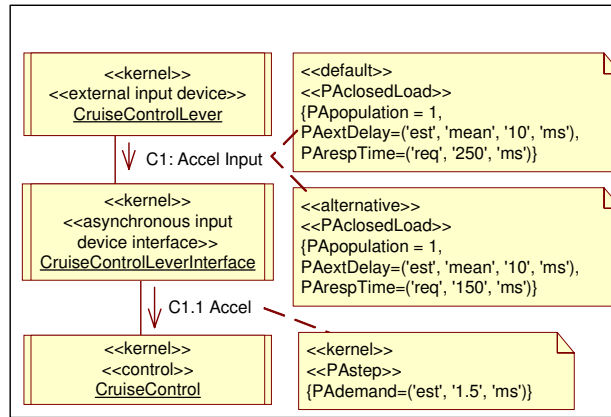 <<kernel>>
<<external input device>>
CruiseControlLever
<<default>>
<<PAclosedLoad>>
{PApopulation = 1,
PAextDelay=('est', 'mean', '10', 'ms'),
PArespTime=('req', '250', 'ms')}
C1: Accel Input
<<kernel>>
<<asynchronous input
device interface>>
CruiseControlLeverInterface
<<alternative>>
<<PAclosedLoad>>
{PApopulation = 1,
PAextDelay=('est', 'mean', '10', 'ms'),
PArespTime=('req', '150', 'ms')}
C1.1 Accel
<<kernel>>
<<control>>
CruiseControl
<<kernel>>
<<PAstep>>
{PAdemand=('est', '1.5', 'ms')}